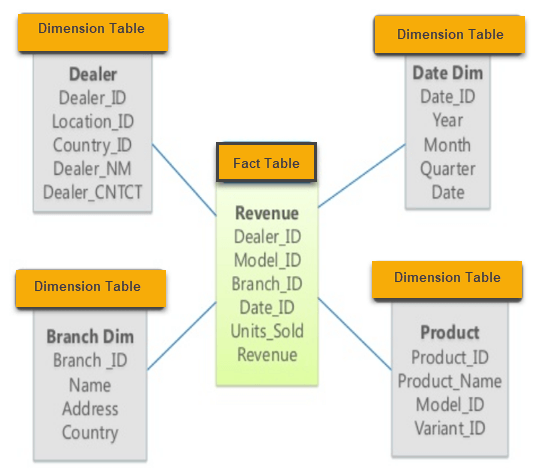 Dimension Table
Dealer
Dealer_ID
Location_ID
Country_ID
Dealer_NM
Dealer_CNTCT
Dimension Table
Date Dim
Date_ID
Year
Month
Quarter
Date
Fact Table
Revenue
Dealer_ID
Model_ID
Branch_ID
Date_ID
Units_Sold
Revenue
Dimension Table
Branch Dim
Branch _ID
Name
Address
Country
Dimension Table
Product
Product_ID
Product_Name
Model_ID
Variant_ID